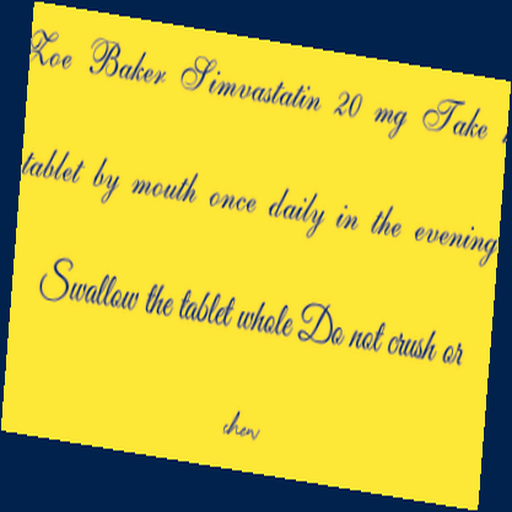 Zoe Baker Simvastatin 20 mg Take
tablet by mouth once daily in the evening
Swallow the tablet whole Do not crush or
chew